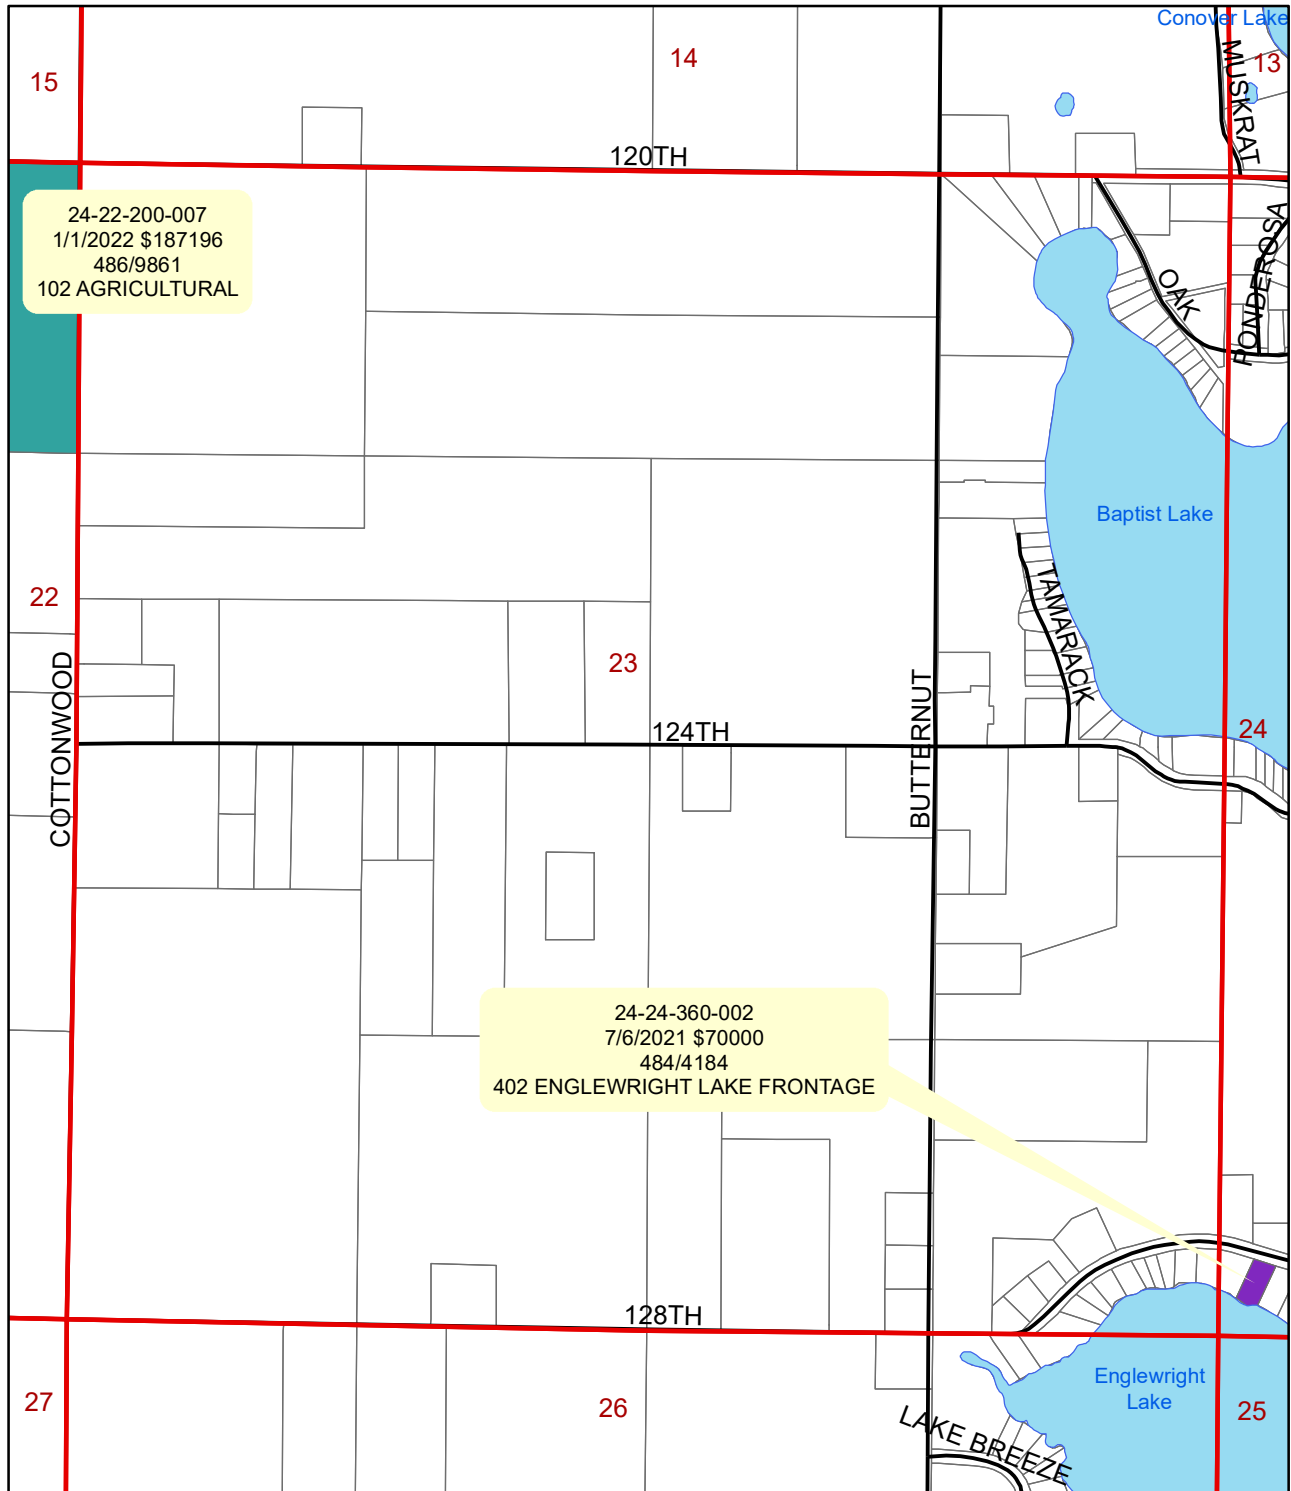 Conover Lake
15
14
13
MUSKRAT
120TH
24-22-200-007
1/1/2022 $187196
486/9861
102 AGRICULTURAL
OAK
PONDEROSA
Baptist Lake
22
TAMARACK
23
COTTONWOOD
BUTTERNUT
124TH
24
24-24-360-002
7/6/2021 $70000
484/4184
402 ENGLEWRIGHT LAKE FRONTAGE
128TH
27
26
Englewright
Lake
25
LAKE BREEZE